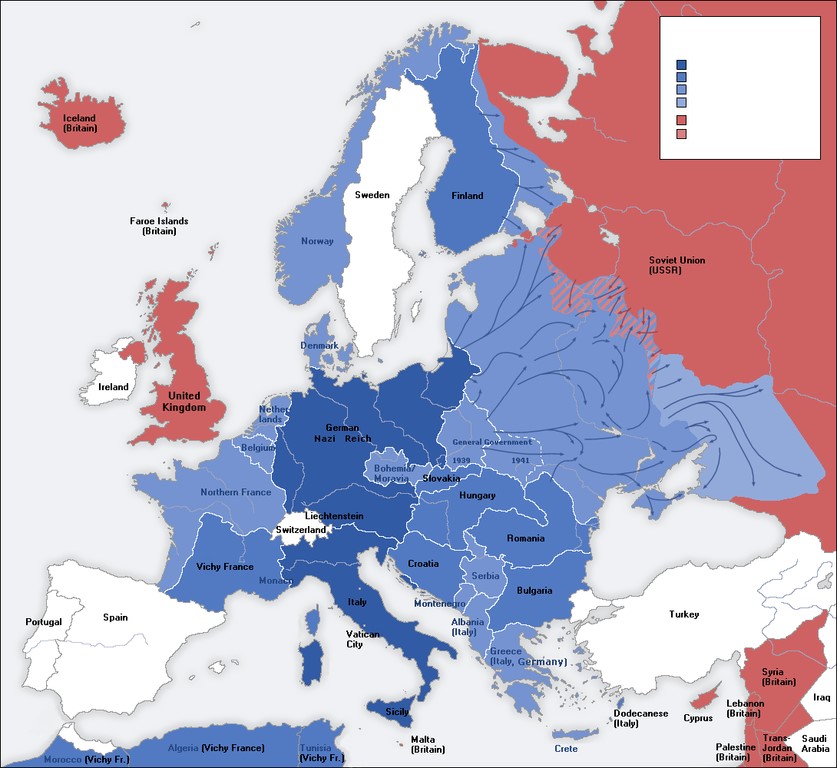 Iceland
(Britain)
Faroe Islands
(Britain)
Sweden
Finland
Norway
Soviet Union
(USSR)
Denmark
Ireland
United
Kingdom
Nether
lands
Belgium
German
Nazi Reich
General Government
1939
1941
Bohemia/
Moravia
Slovakia
Northern France
Hungary
Liechtenstein
Switzerland
Romania
Vichy France
Croatia
Serbia
Monaco
Bulgaria
Italy
Montenegro
Portugal
Spain
Turkey
Albania
(Italy)
Vatican
City
Greece
(Italy, Germany)
Syria
(Britain)
Iraq
Sicily
Dodecanese
(Italy)
Cyprus
Lebanon
(Britain)
Malta
(Britain)
Crete
Palestine
(Britain)
Trans-
Jordan
(Britain)
Saudi
Arabia
Morocco (Vichy Fr.)
Algeria (Vichy France)
Tunisia
(Vichy Fr.)